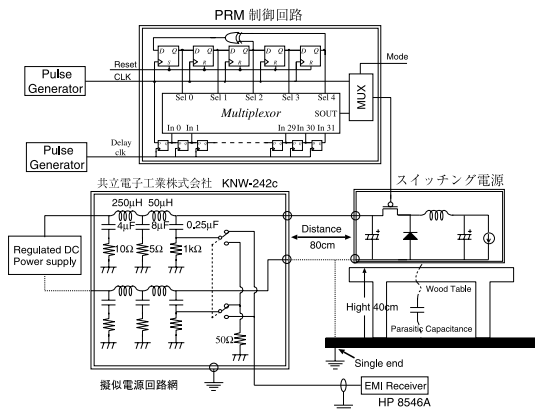 PRM 制御回路
D Q D Q D Q D Q D Q
S R R R R
Reset
CLK
Mode
Pulse Generator
Sel 0 Sel 1 Sel 2 Sel 3 Sel 4
Multiplexor
SOUT
MUX
In 0 In 1 In 29 In 30 In 31
Delay clk
Pulse Generator
共立電子工業株式会社 KNW-242c
スイッチング電源
250μH 50μH
4μF 8μF 0.25μF
10Ω 5Ω 1kΩ
Regulated DC Power supply
Distance 80cm
Hight 40cm
Wood Table
Parasitic Capacitance
50Ω
Single end
擬似電源回路網
EMI Receiver
HP 8546A